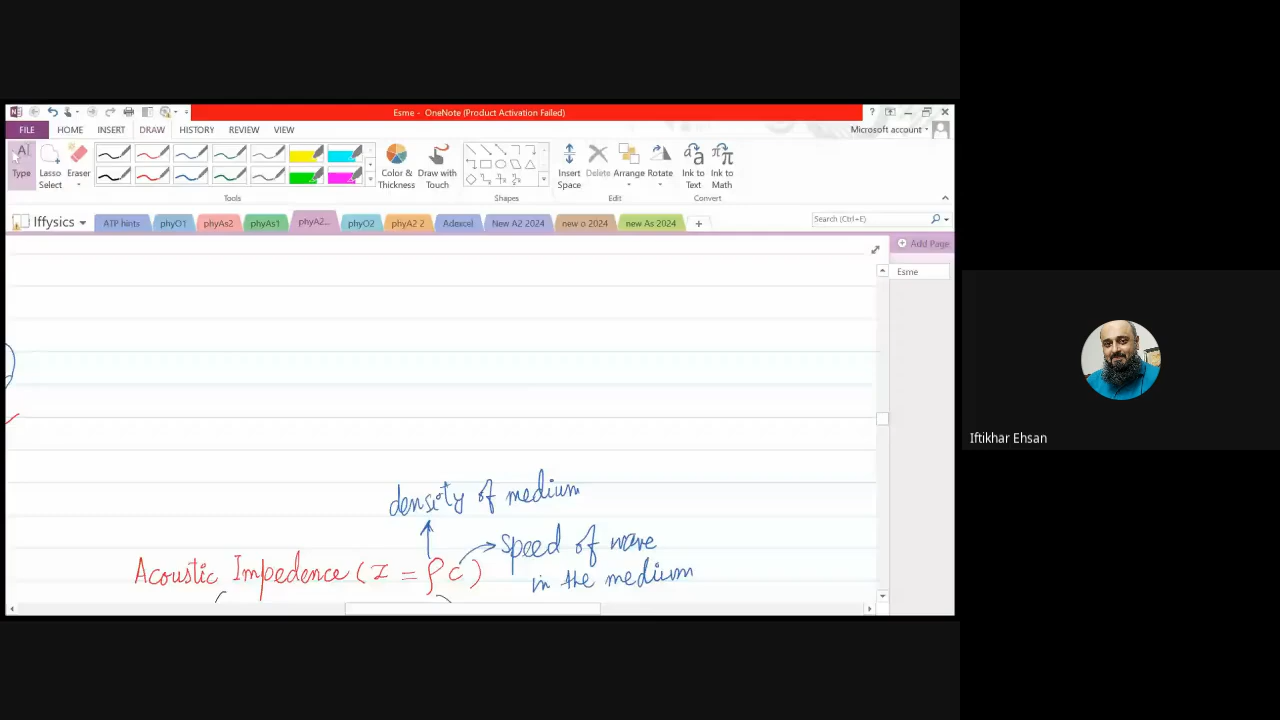 Esme - OneNote (Product Activation Failed)
FILE HOME INSERT DRAW HISTORY REVIEW VIEW
Microsoft account
Type
Lasso Select
Eraser
Color & Thickness
Draw with Touch
Insert Space
Delete
Arrange
Rotate
Ink to Text
Ink to Math
Tools
Shapes
Edit
Convert
Iffysics
ATP hints
phyO1
phyAs2
phyAs1
phyA2...
phyO2
phyA2 2
Adexcel
New A2 2024
new o 2024
new As 2024
Search (Ctrl+E)
Add Page
Esme
density of medium
speed of wave
in the medium
Acoustic Impedence (Z = ρc)
Iftikhar Ehsan